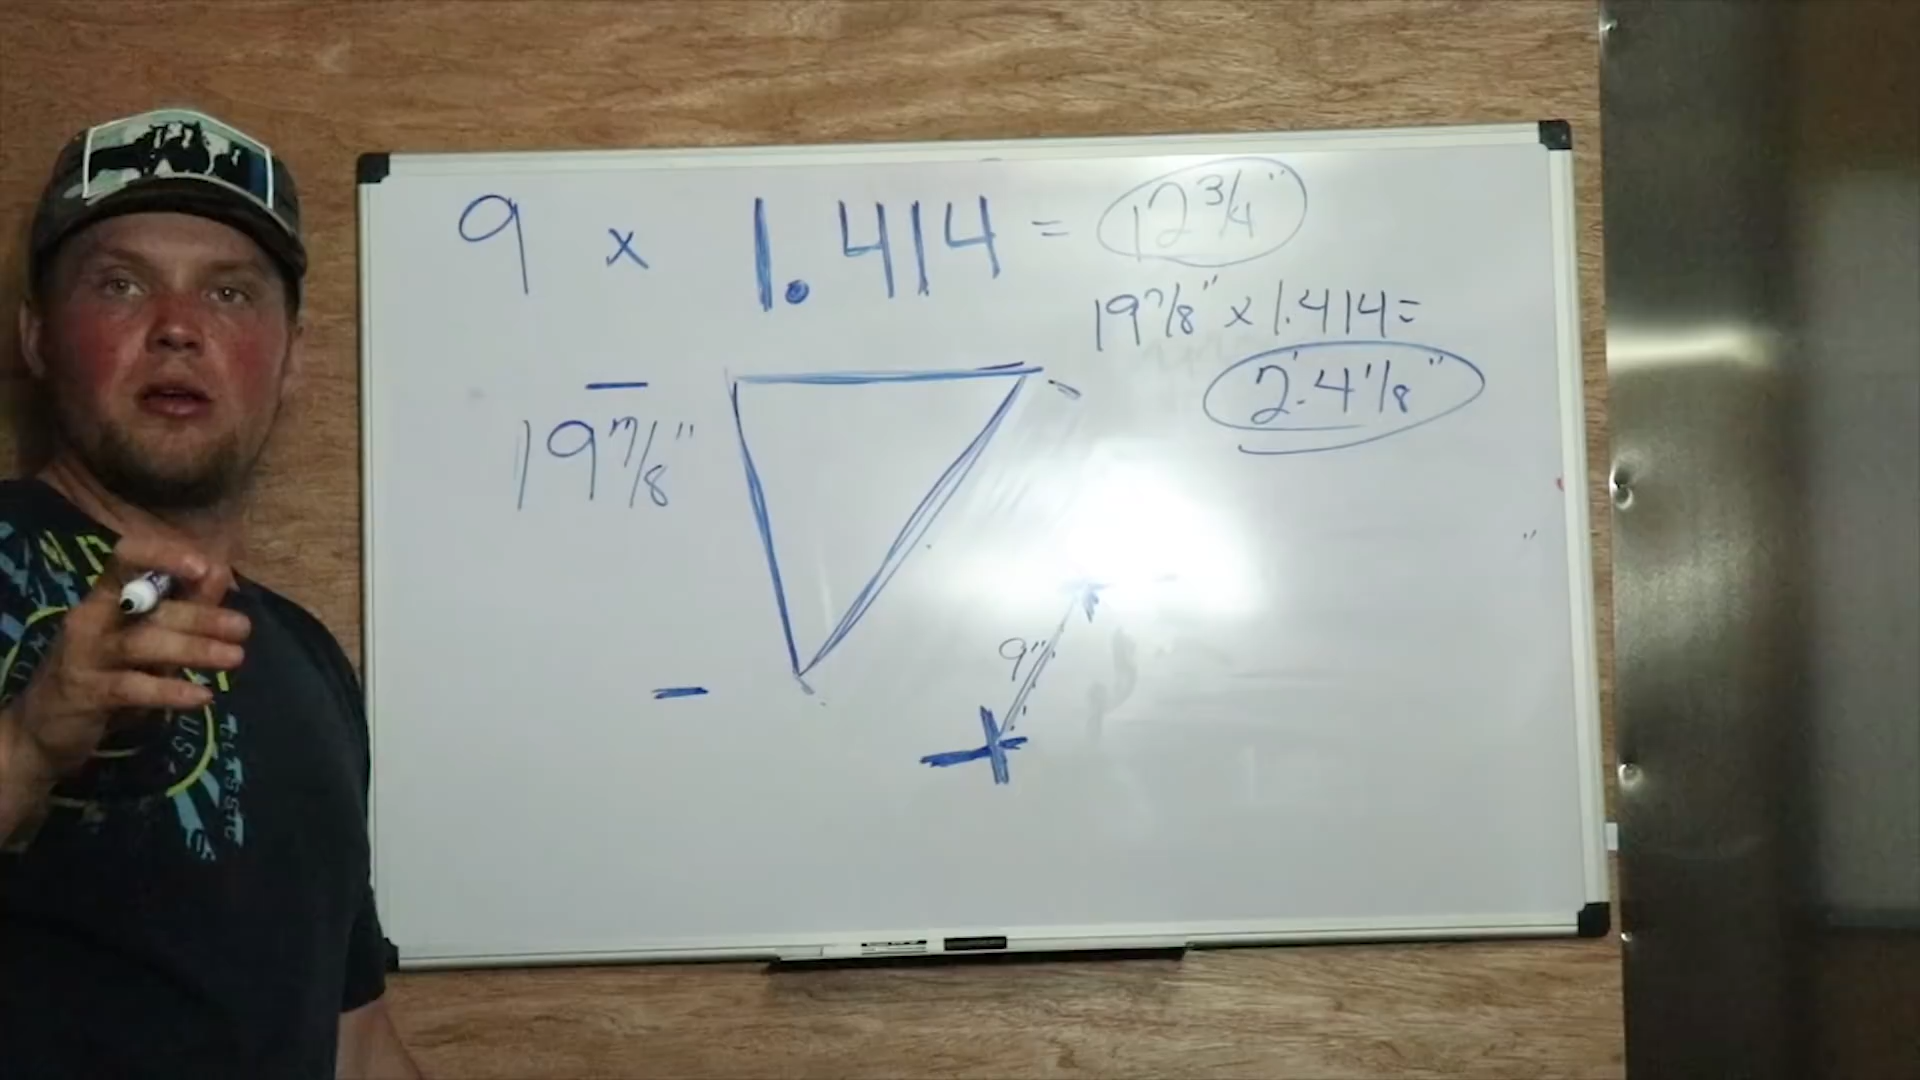 9 x 1.414 = 12 3/4"
19 7/8" x 1.414 =
2'-4 1/8"
19 7/8"
9"